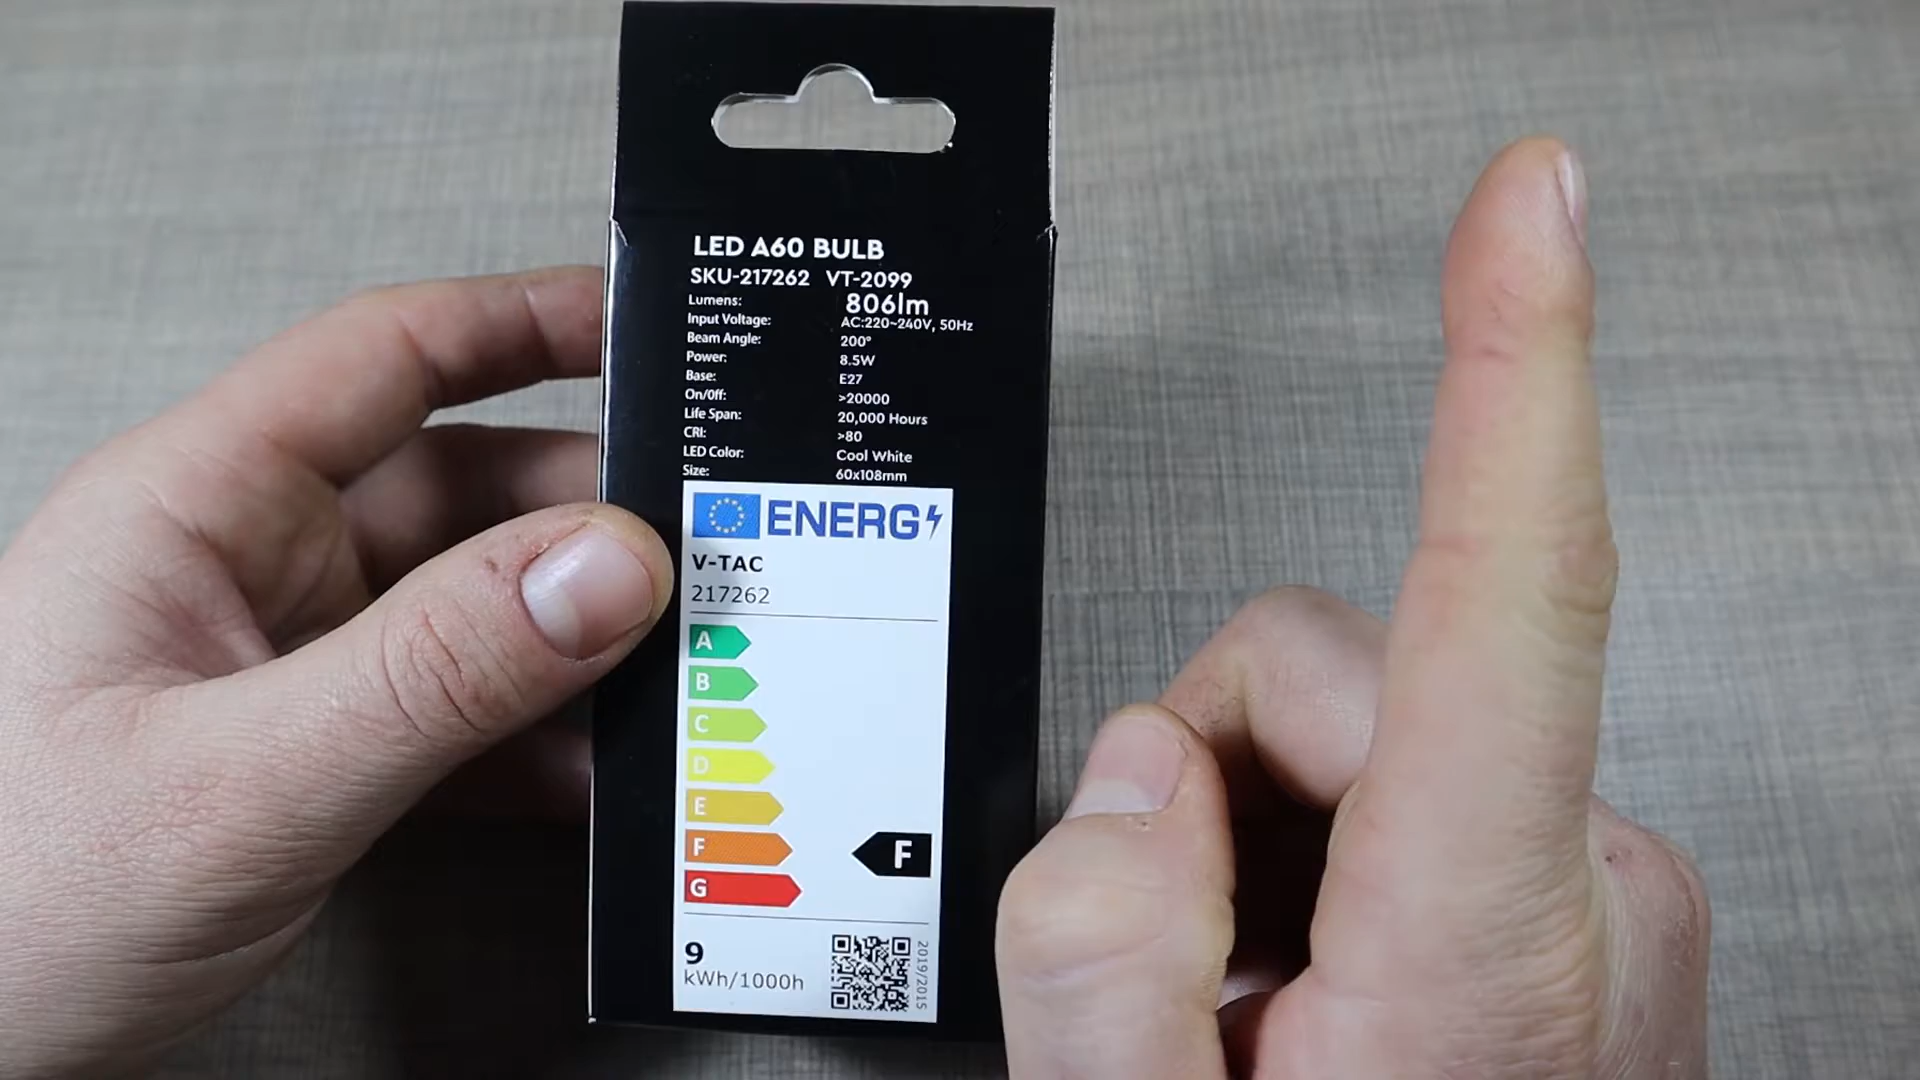 LED A60 BULB
SKU-217262 VT-2099
Lumens: 806lm
Input Voltage: AC:220~240V, 50Hz
Beam Angle: 200°
Power: 8.5W
Base: E27
On/Off: >20000
Life Span: 20,000 Hours
CRI: >80
LED Color: Cool White
Size: 60x108mm
ENERG
V-TAC
217262
A
B
C
D
E
F F
G
9
kWh/1000h
2019/2015